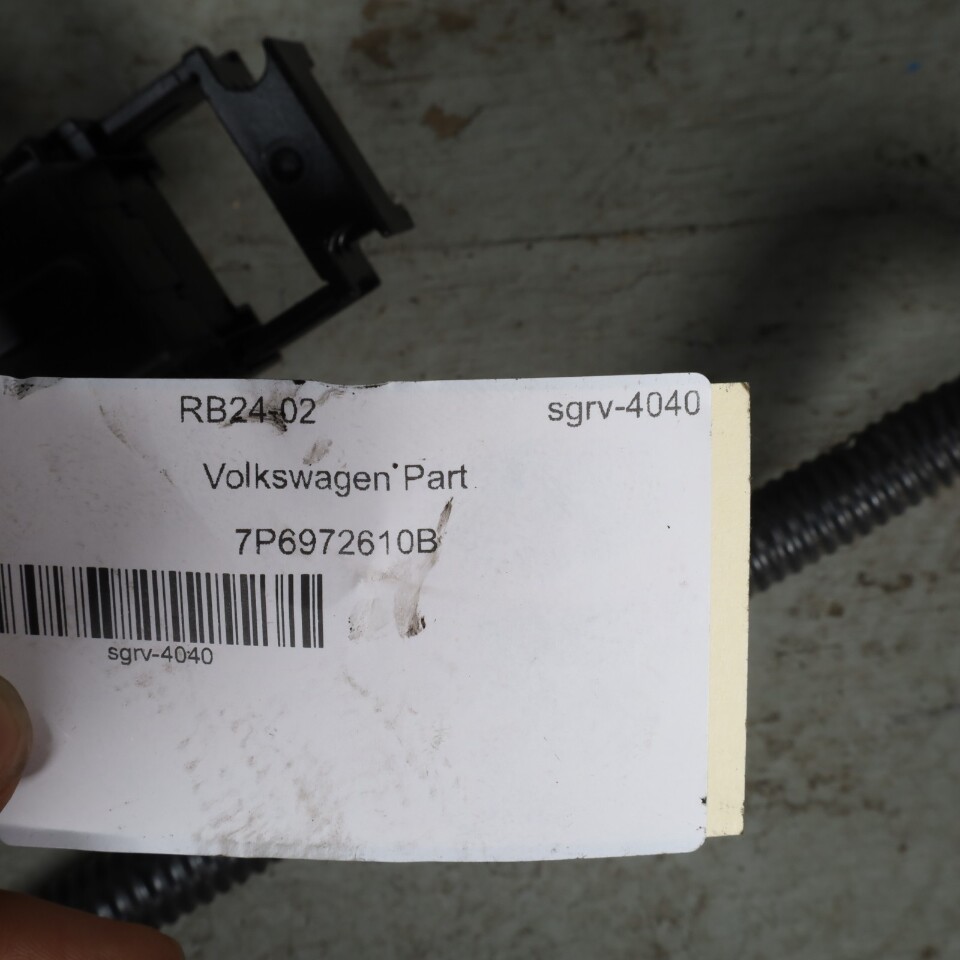 RB24-02 sgrv-4040
Volkswagen Part
7P6972610B
sgrv-4040